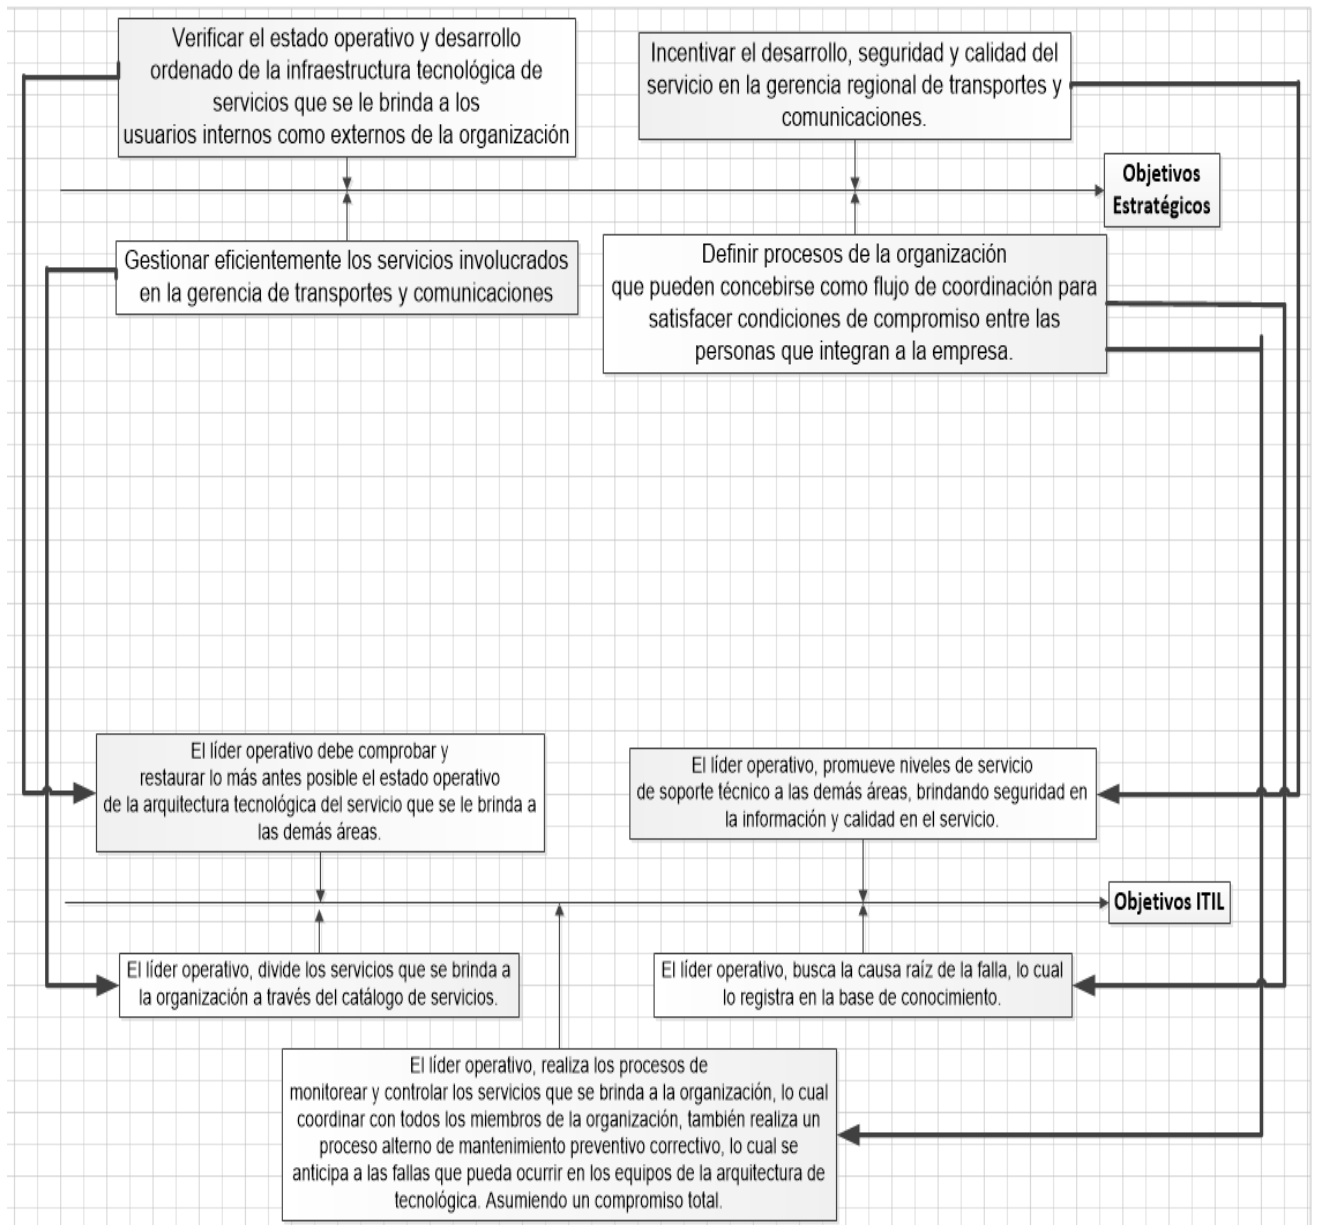 Verificar el estado operativo y desarrollo
ordenado de la infraestructura tecnológica de
servicios que se le brinda a los
usuarios internos como externos de la organización
Incentivar el desarrollo, seguridad y calidad del
servicio en la gerencia regional de transportes y
comunicaciones.
Objetivos
Estratégicos
Gestionar eficientemente los servicios involucrados
en la gerencia de transportes y comunicaciones
Definir procesos de la organización
que pueden concebirse como flujo de coordinación para
satisfacer condiciones de compromiso entre las
personas que integran a la empresa.
El líder operativo debe comprobar y
restaurar lo más antes posible el estado operativo
de la arquitectura tecnológica del servicio que se le brinda a
las demás áreas.
El líder operativo, promueve niveles de servicio
de soporte técnico a las demás áreas, brindando seguridad en
la información y calidad en el servicio.
Objetivos ITIL
El líder operativo, divide los servicios que se brinda a
la organización a través del catálogo de servicios.
El líder operativo, busca la causa raíz de la falla, lo cual
lo registra en la base de conocimiento.
El líder operativo, realiza los procesos de
monitorear y controlar los servicios que se brinda a la organización, lo cual
coordinar con todos los miembros de la organización, también realiza un
proceso alterno de mantenimiento preventivo correctivo, lo cual se
anticipa a las fallas que pueda ocurrir en los equipos de la arquitectura de
tecnológica. Asumiendo un compromiso total.